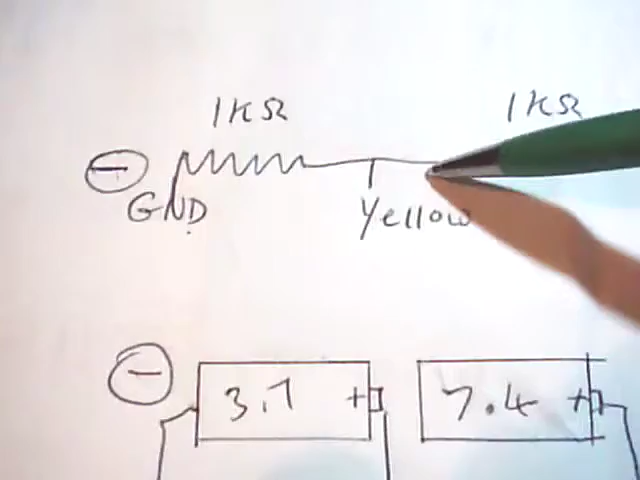 1KΩ 1KΩ
−
GND
Yellow
−
3.7 + 7.4 +